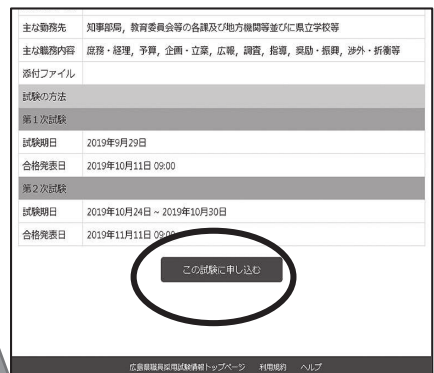 主な勤務先 知事部局，教育委員会等の各課及び地方機関等並びに県立学校等
主な職務内容 庶務・経理，予算，企画・立案，広報，調査，指導，奨励・振興，渉外・折衝等
添付ファイル
試験の方法
第１次試験
試験期日 2019年9月29日
合格発表日 2019年10月11日 09:00
第２次試験
試験期日 2019年10月24日 ~ 2019年10月30日
合格発表日 2019年11月11日 09:00
この試験に申し込む
広島県職員採用試験情報トップページ 利用規約 ヘルプ